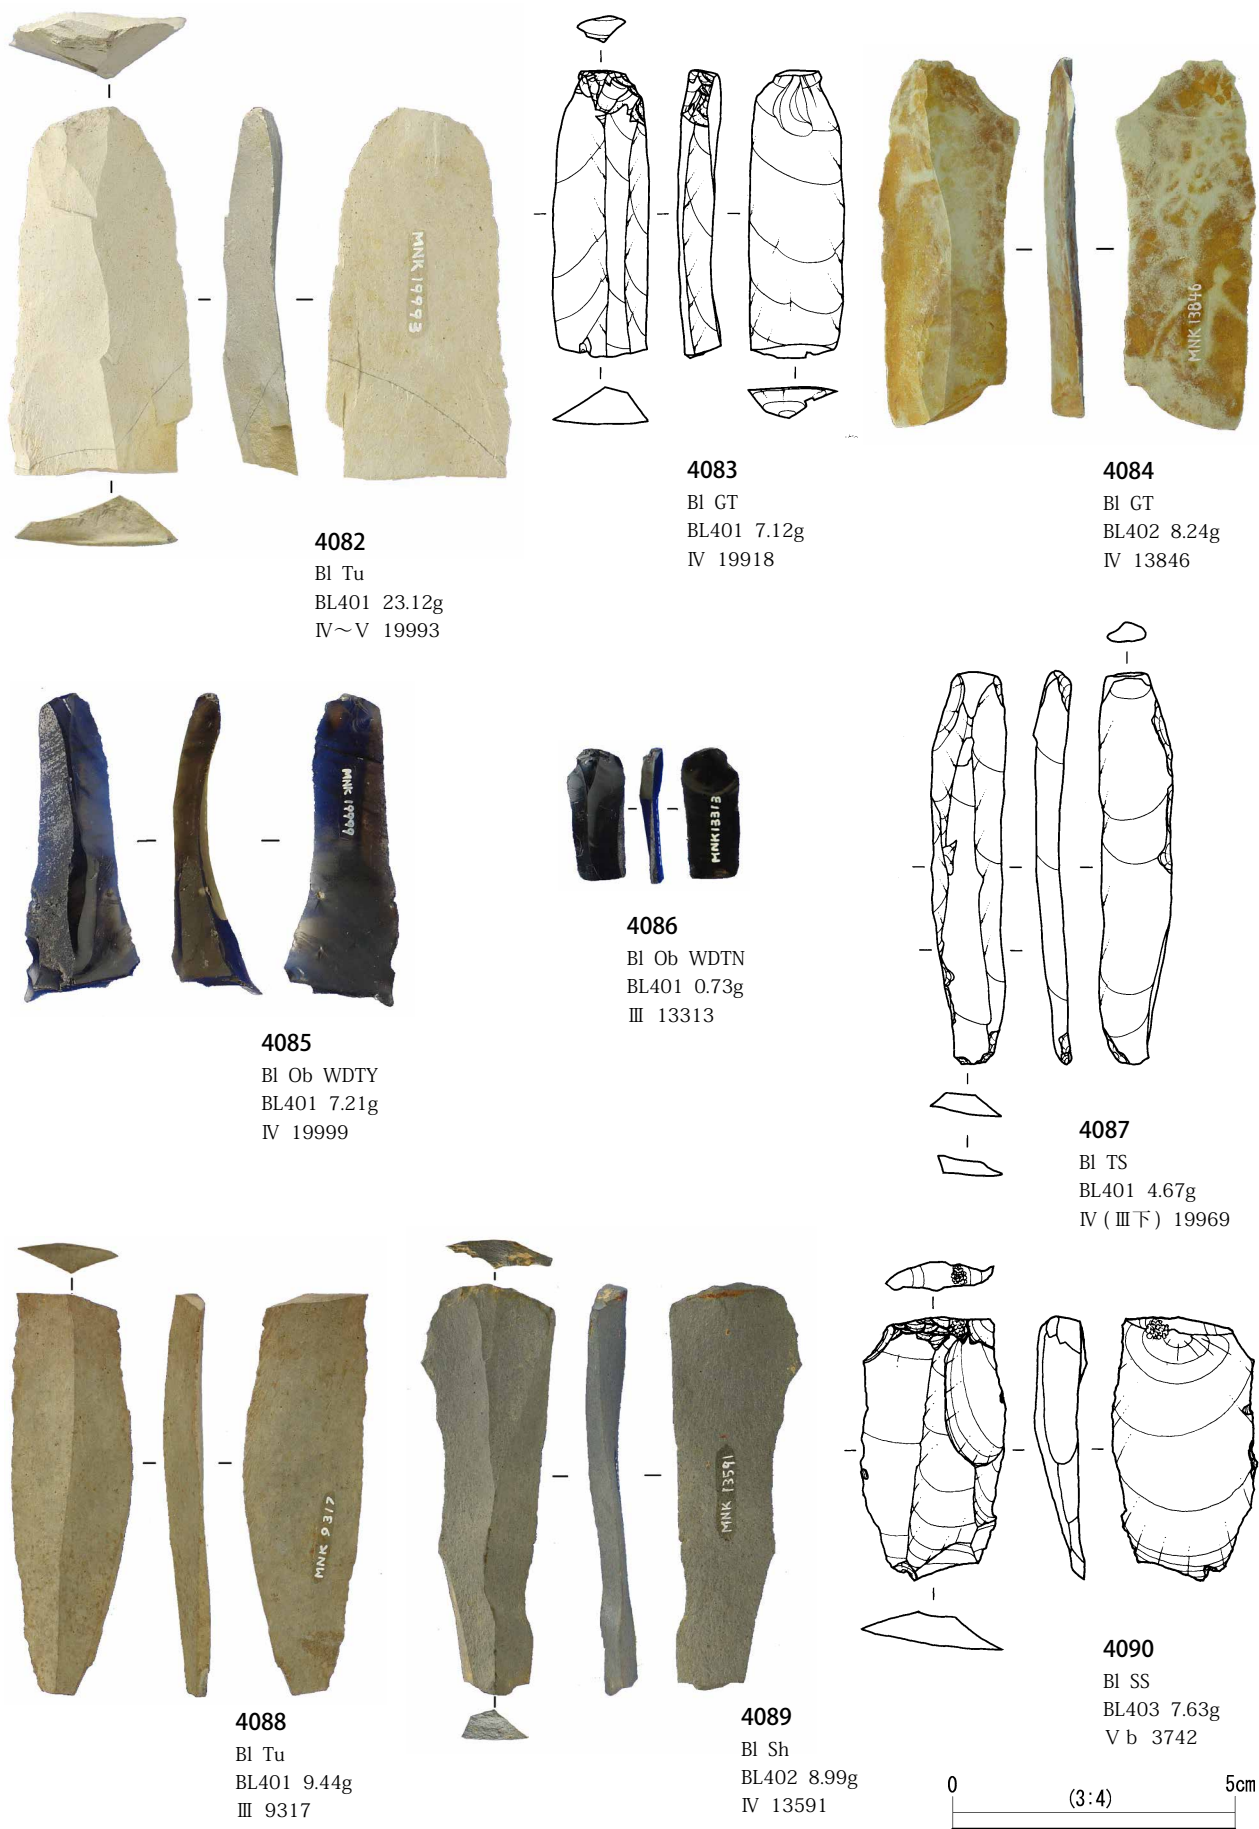 MNK 19993
4082
Bl Tu
BL401 23.12g
Ⅳ～Ⅴ 19993
4083
Bl GT
BL401 7.12g
Ⅳ 19918
MNK 13846
4084
Bl GT
BL402 8.24g
Ⅳ 13846
MNK 19999
4085
Bl Ob WDTY
BL401 7.21g
Ⅳ 19999
MNK13313
4086
Bl Ob WDTN
BL401 0.73g
Ⅲ 13313
4087
Bl TS
BL401 4.67g
Ⅳ (Ⅲ下) 19969
MNK 9317
4088
Bl Tu
BL401 9.44g
Ⅲ 9317
MNK 13591
4089
Bl Sh
BL402 8.99g
Ⅳ 13591
4090
Bl SS
BL403 7.63g
Ⅴb 3742
0 5cm
(3:4)